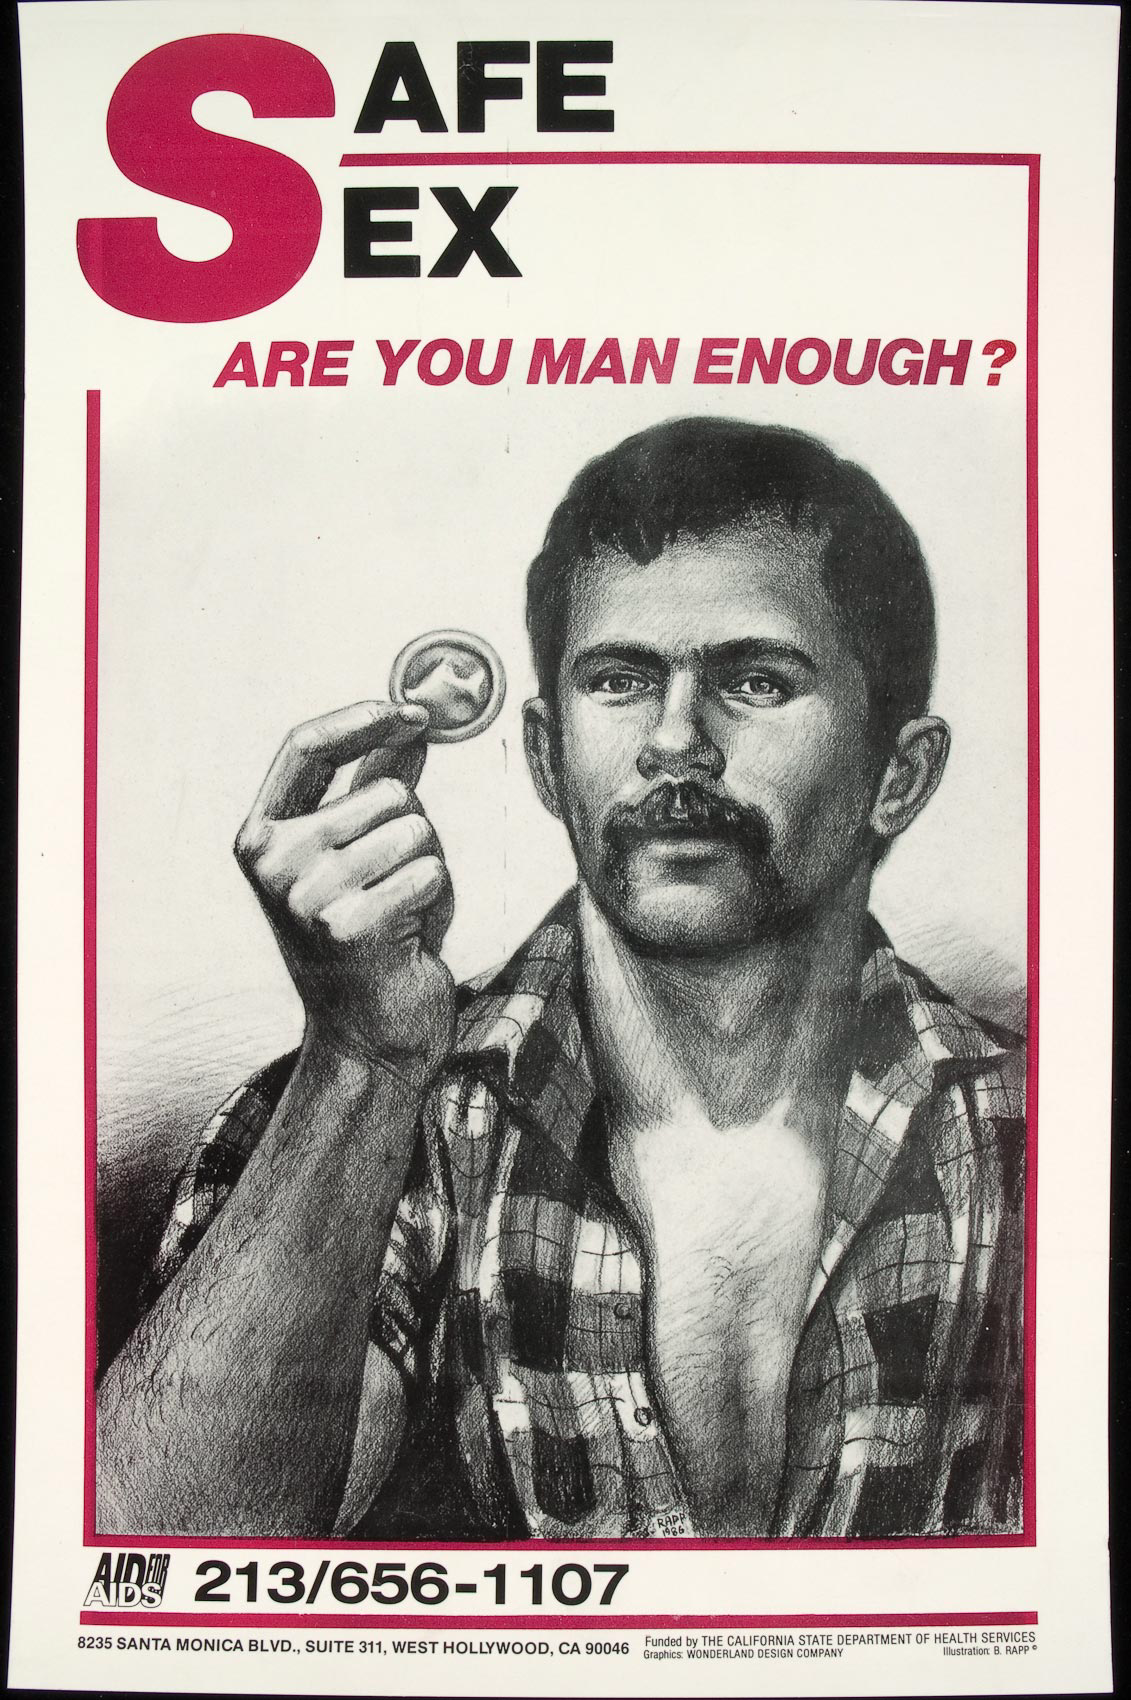 SAFE
SEX
ARE YOU MAN ENOUGH?
RAPP
1986
AID FOR
AIDS
213/656-1107
8235 SANTA MONICA BLVD., SUITE 311, WEST HOLLYWOOD, CA 90046
Funded by THE CALIFORNIA STATE DEPARTMENT OF HEALTH SERVICES
Graphics: WONDERLAND DESIGN COMPANY
Illustration: B. RAPP ©